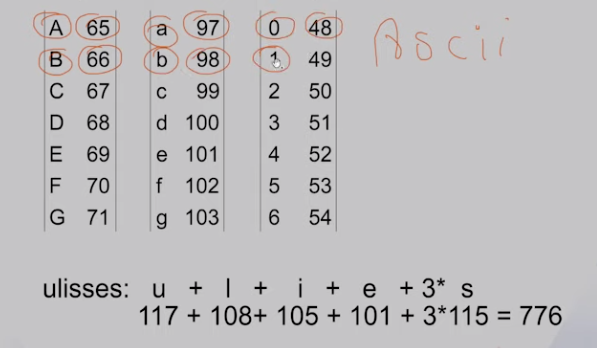 A 65 a 97 0 48 Ascii
B 66 b 98 1 49
C 67 c 99 2 50
D 68 d 100 3 51
E 69 e 101 4 52
F 70 f 102 5 53
G 71 g 103 6 54
ulisses: u + l + i + e + 3* s
117 + 108+ 105 + 101 + 3*115 = 776